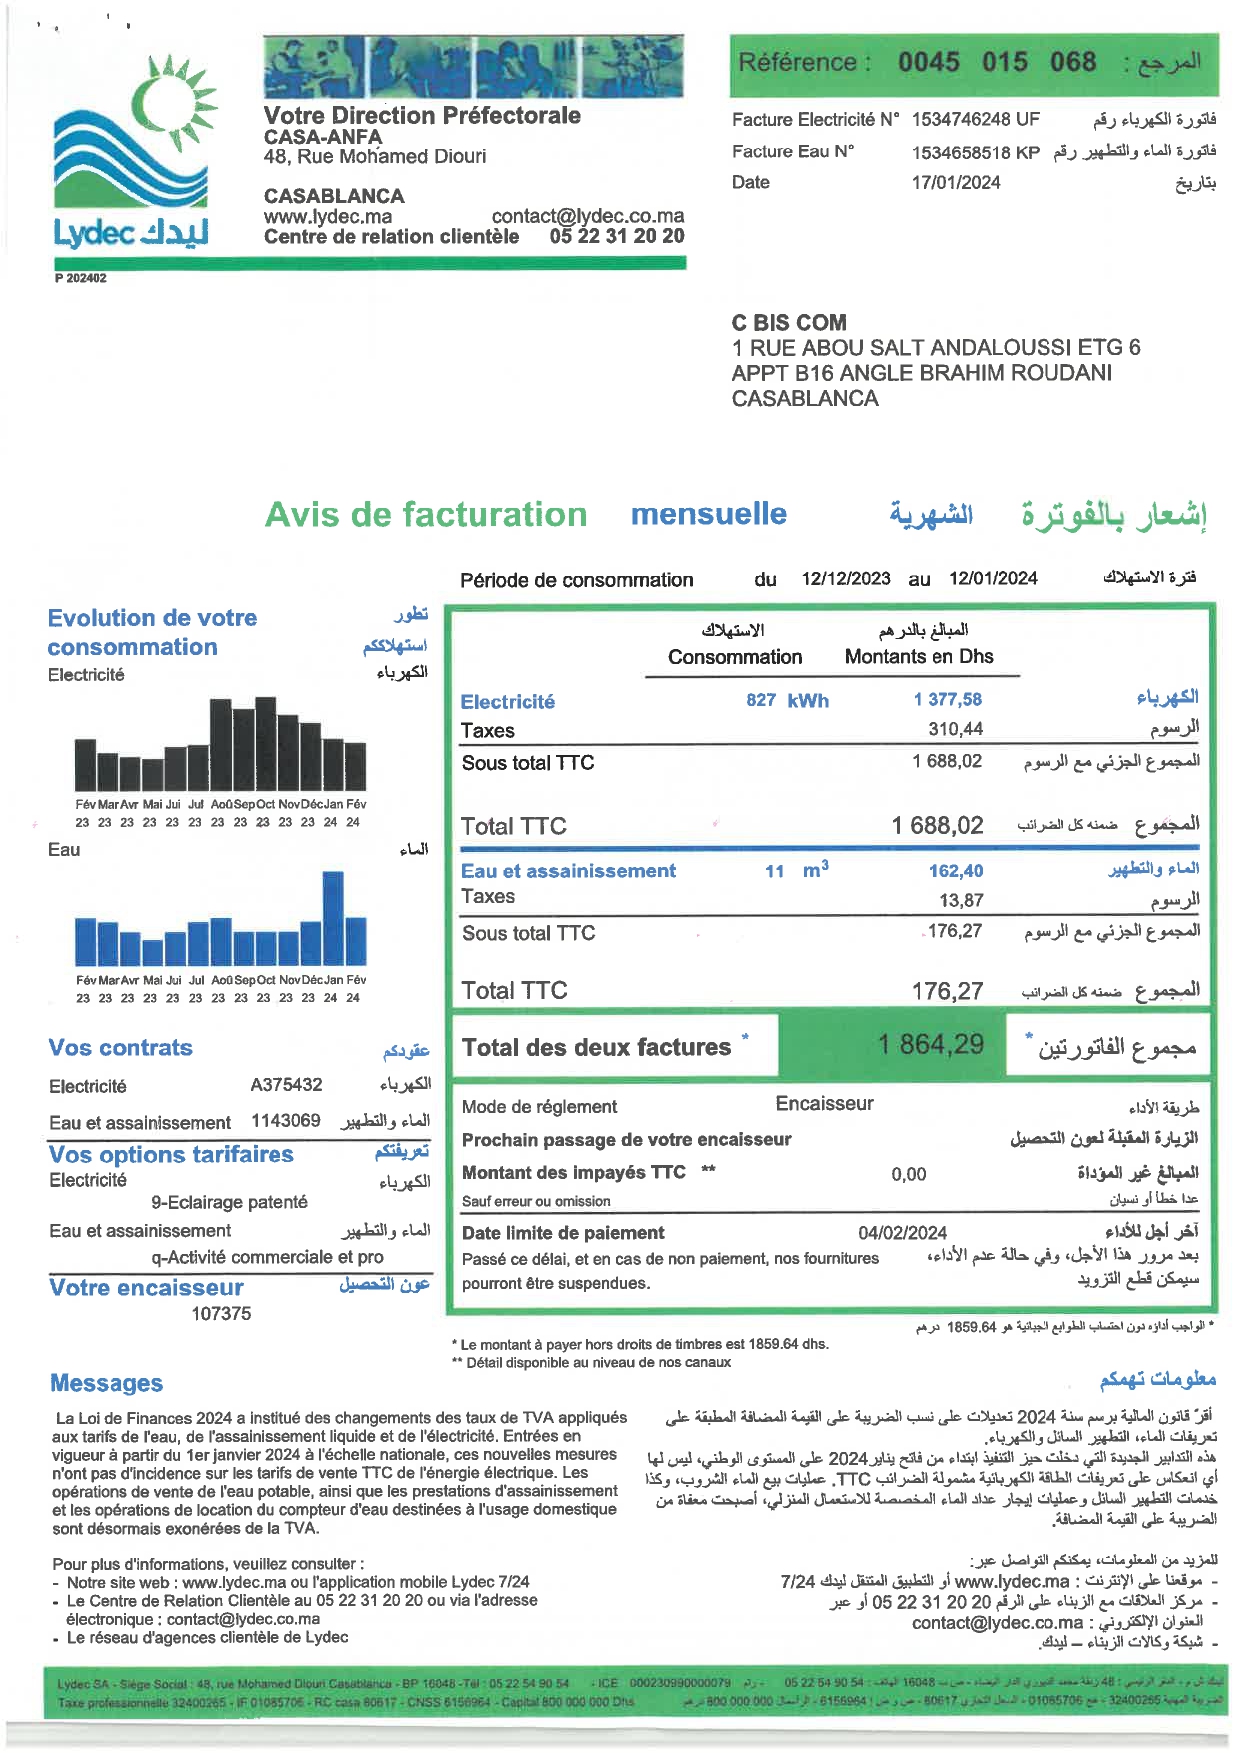 Lydec ليدك
P 202402
Votre Direction Préfectorale
CASA-ANFA
48, Rue Mohamed Diouri
CASABLANCA
www.lydec.ma contact@lydec.co.ma
Centre de relation clientèle 05 22 31 20 20
Référence : 0045 015 068 : المرجع
Facture Electricité N° 1534746248 UF فاتورة الكهرباء رقم
Facture Eau N° 1534658518 KP فاتورة الماء والتطهير رقم
Date 17/01/2024 بتاريخ
C BIS COM
1 RUE ABOU SALT ANDALOUSSI ETG 6
APPT B16 ANGLE BRAHIM ROUDANI
CASABLANCA
Avis de facturation mensuelle الشهرية إشعار بالفوترة
Période de consommation du 12/12/2023 au 12/01/2024 فترة الاستهلاك
Evolution de votre تطور
consommation استهلاككم
Electricité الكهرباء
Fév Mar Avr Mai Jui Jul Aoû Sep Oct Nov Déc Jan Fév
23 23 23 23 23 23 23 23 23 23 23 24 24
Eau الماء
Fév Mar Avr Mai Jui Jul Aoû Sep Oct Nov Déc Jan Fév
23 23 23 23 23 23 23 23 23 23 23 24 24
Vos contrats عقودكم
Electricité A375432 الكهرباء
Eau et assainissement 1143069 الماء والتطهير
Vos options tarifaires تعريفتكم
Electricité الكهرباء
9-Eclairage patenté
Eau et assainissement الماء والتطهير
q-Activité commerciale et pro
Votre encaisseur عون التحصيل
107375
الاستهلاك المبالغ بالدرهم
Consommation Montants en Dhs
Electricité 827 kWh 1 377,58 الكهرباء
Taxes 310,44 الرسوم
Sous total TTC 1 688,02 المجموع الجزئي مع الرسوم
Total TTC 1 688,02 المجموع ضمنه كل الضرائب
Eau et assainissement 11 m³ 162,40 الماء والتطهير
Taxes 13,87 الرسوم
Sous total TTC 176,27 المجموع الجزئي مع الرسوم
Total TTC 176,27 المجموع ضمنه كل الضرائب
Total des deux factures * 1 864,29 * مجموع الفاتورتين
Mode de réglement Encaisseur طريقة الأداء
Prochain passage de votre encaisseur الزيارة المقبلة لعون التحصيل
Montant des impayés TTC ** 0,00 المبالغ غير المؤداة
Sauf erreur ou omission عدا خطأ أو نسيان
Date limite de paiement 04/02/2024 آخر أجل للأداء
Passé ce délai, et en cas de non paiement, nos fournitures بعد مرور هذا الأجل، وفي حالة عدم الأداء،
pourront être suspendues. سيمكن قطع التزويد
* الواجب أداؤه دون احتساب الطوابع الجبائية هو 1859.64 درهم
* Le montant à payer hors droits de timbres est 1859.64 dhs.
** Détail disponible au niveau de nos canaux
Messages معلومات تهمكم
La Loi de Finances 2024 a institué des changements des taux de TVA appliqués
aux tarifs de l'eau, de l'assainissement liquide et de l'électricité. Entrées en
vigueur à partir du 1er janvier 2024 à l'échelle nationale, ces nouvelles mesures
n'ont pas d'incidence sur les tarifs de vente TTC de l'énergie électrique. Les
opérations de vente de l'eau potable, ainsi que les prestations d'assainissement
et les opérations de location du compteur d'eau destinées à l'usage domestique
sont désormais exonérées de la TVA.
Pour plus d'informations, veuillez consulter :
- Notre site web : www.lydec.ma ou l'application mobile Lydec 7/24
- Le Centre de Relation Clientèle au 05 22 31 20 20 ou via l'adresse
électronique : contact@lydec.co.ma
- Le réseau d'agences clientèle de Lydec
أقرّ قانون المالية برسم سنة 2024 تعديلات على نسب الضريبة على القيمة المضافة المطبقة على
تعريفات الماء، التطهير السائل والكهرباء.
هذه التدابير الجديدة التي دخلت حيز التنفيذ ابتداء من فاتح يناير2024 على المستوى الوطني، ليس لها
أي انعكاس على تعريفات الطاقة الكهربائية مشمولة الضرائب TTC. عمليات بيع الماء الشروب، وكذا
خدمات التطهير السائل وعمليات إيجار عداد الماء المخصصة للاستعمال المنزلي، أصبحت معفاة من
الضريبة على القيمة المضافة.
للمزيد من المعلومات، يمكنكم التواصل عبر:
- موقعنا على الإنترنت : www.lydec.ma أو التطبيق المتنقل ليدك 7/24
- مركز العلاقات مع الزبناء على الرقم 20 20 31 22 05 أو عبر
العنوان الإلكتروني : contact@lydec.co.ma
- شبكة وكالات الزبناء – ليدك.
Lydec SA - Siège Social : 48, rue Mohamed Diouri Casablanca - BP 16048 -Tél : 05 22 54 90 54 - ICE 000230990000079
Taxe professionnelle 32400265 - IF 01085706 - RC casa 80617 - CNSS 6156964 - Capital 800 000 000 Dhs